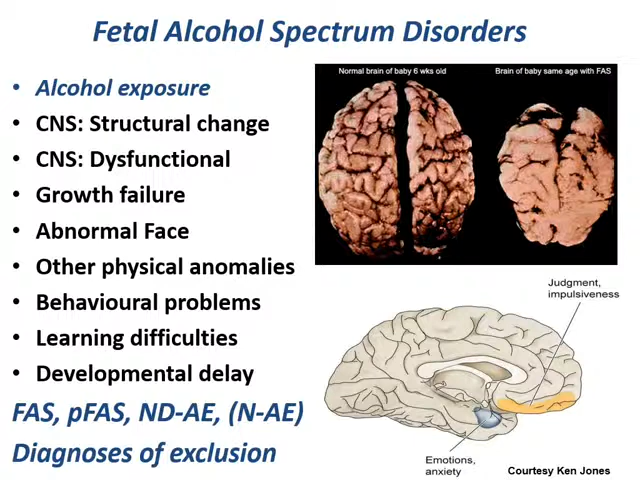 Fetal Alcohol Spectrum Disorders
• Alcohol exposure
• CNS: Structural change
• CNS: Dysfunctional
• Growth failure
• Abnormal Face
• Other physical anomalies
• Behavioural problems
• Learning difficulties
• Developmental delay
FAS, pFAS, ND-AE, (N-AE)
Diagnoses of exclusion
Normal brain of baby 6 wks old
Brain of baby same age with FAS
Judgment,
impulsiveness
Emotions,
anxiety
Courtesy Ken Jones